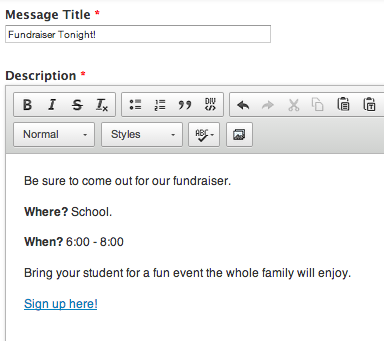 Message Title *
Fundraiser Tonight!
Description *
B I S Tx DIV
Normal Styles ABC
Be sure to come out for our fundraiser.
Where? School.
When? 6:00 - 8:00
Bring your student for a fun event the whole family will enjoy.
Sign up here!